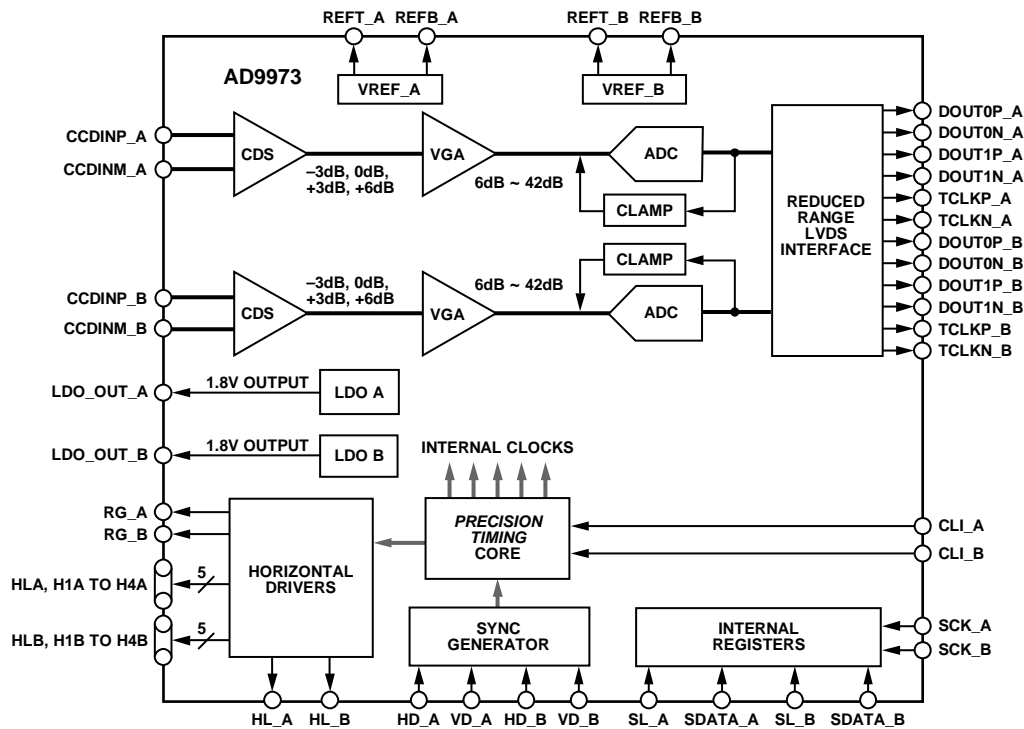 REFT_A REFB_A REFT_B REFB_B
AD9973
VREF_A VREF_B
CCDINP_A
CCDINM_A
CDS
–3dB, 0dB,
+3dB, +6dB
VGA
6dB ~ 42dB
ADC
CLAMP
CCDINP_B
CCDINM_B
CDS
–3dB, 0dB,
+3dB, +6dB
VGA
6dB ~ 42dB
CLAMP
ADC
REDUCED
RANGE
LVDS
INTERFACE
DOUT0P_A
DOUT0N_A
DOUT1P_A
DOUT1N_A
TCLKP_A
TCLKN_A
DOUT0P_B
DOUT0N_B
DOUT1P_B
DOUT1N_B
TCLKP_B
TCLKN_B
LDO_OUT_A
1.8V OUTPUT
LDO A
LDO_OUT_B
1.8V OUTPUT
LDO B
INTERNAL CLOCKS
RG_A
RG_B
HLA, H1A TO H4A
5
HLB, H1B TO H4B
5
HORIZONTAL
DRIVERS
PRECISION
TIMING
CORE
CLI_A
CLI_B
SYNC
GENERATOR
INTERNAL
REGISTERS
SCK_A
SCK_B
HL_A HL_B HD_A VD_A HD_B VD_B SL_A SDATA_A SL_B SDATA_B